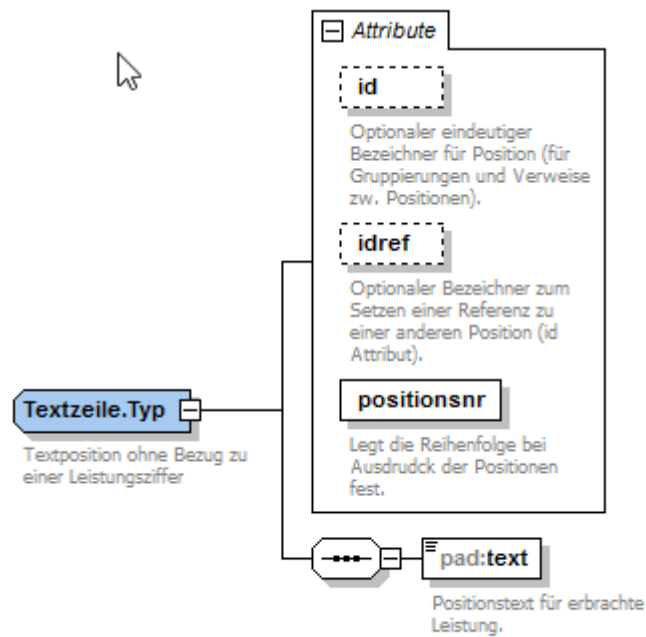 Attribute
id
Optionaler eindeutiger
Bezeichner für Position (für
Gruppierungen und Verweise
zw. Positionen).
idref
Optionaler Bezeichner zum
Setzen einer Referenz zu
einer anderen Position (id
Attribut).
positionsnr
Legt die Reihenfolge bei
Ausdrudck der Positionen
fest.
Textzeile.Typ
Textposition ohne Bezug zu
einer Leistungsziffer
pad:text
Positionstext für erbrachte
Leistung.